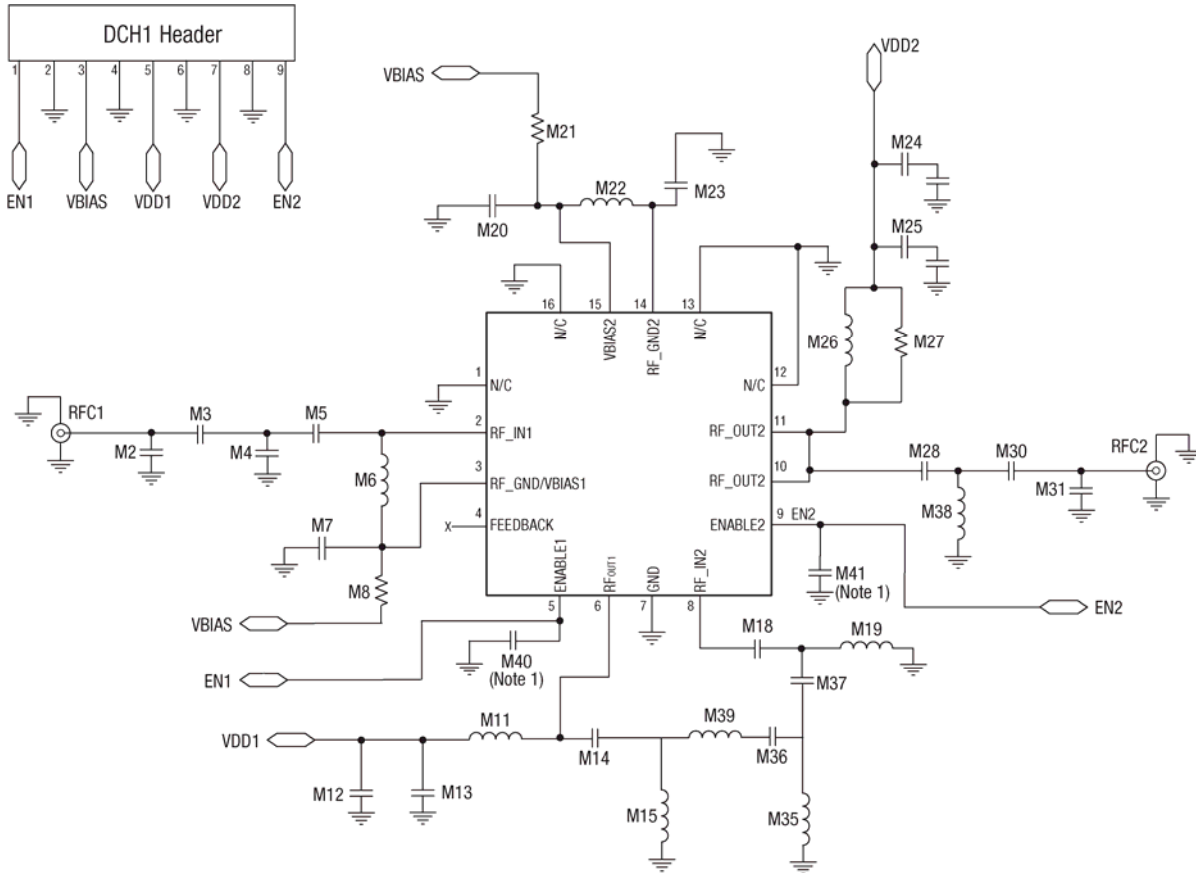 DCH1 Header
1 2 3 4 5 6 7 8 9
EN1 VBIAS VDD1 VDD2 EN2
VBIAS
VDD2
M21
M22
M23
M20
M24
M25
M26
M27
16 15 14 13
N/C VBIAS2 RF_GND2 N/C
1
N/C
2
RF_IN1
3
RF_GND/VBIAS1
4
X
FEEDBACK
12
N/C
11
RF_OUT2
10
RF_OUT2
9
ENABLE2
EN2
ENABLE1 RFOUT1 GND RF_IN2
5 6 7 8
RFC1
M2
M3
M4
M5
M6
M7
M8
VBIAS
EN1
M40
(Note 1)
VDD1
M11
M12
M13
M14
M15
M39
M36
M35
M37
M18
M19
M41
(Note 1)
EN2
M28
M38
M30
M31
RFC2